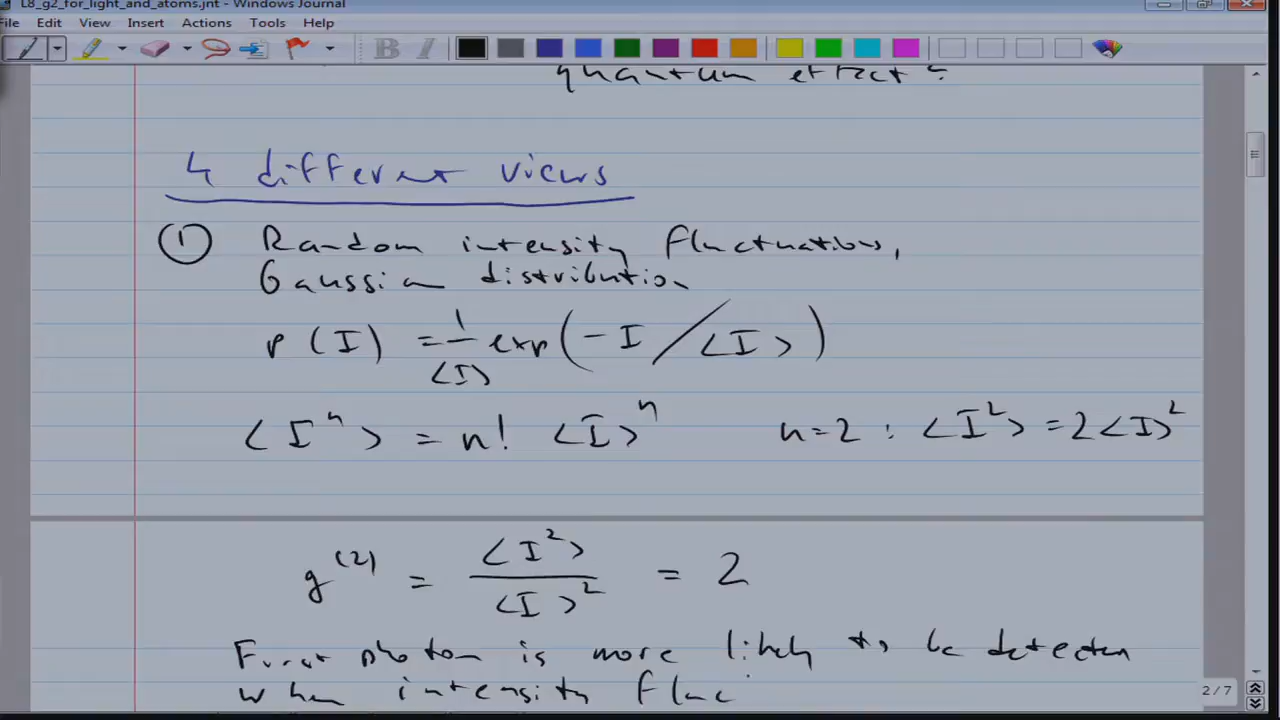 L8_g2_for_light_and_atoms.jnt - Windows Journal
File Edit View Insert Actions Tools Help
quantum effect?
4 different views
① Random intensity fluctuations,
Gaussian distribution
P(I) = 1/<I> exp(-I/<I>)
<Iⁿ> = n! <I>ⁿ n=2 : <I²> = 2<I>²
g⁽²⁾ = <I²>/<I>² = 2
First photon is more likely to be detected
when intensity fluc
2 / 7